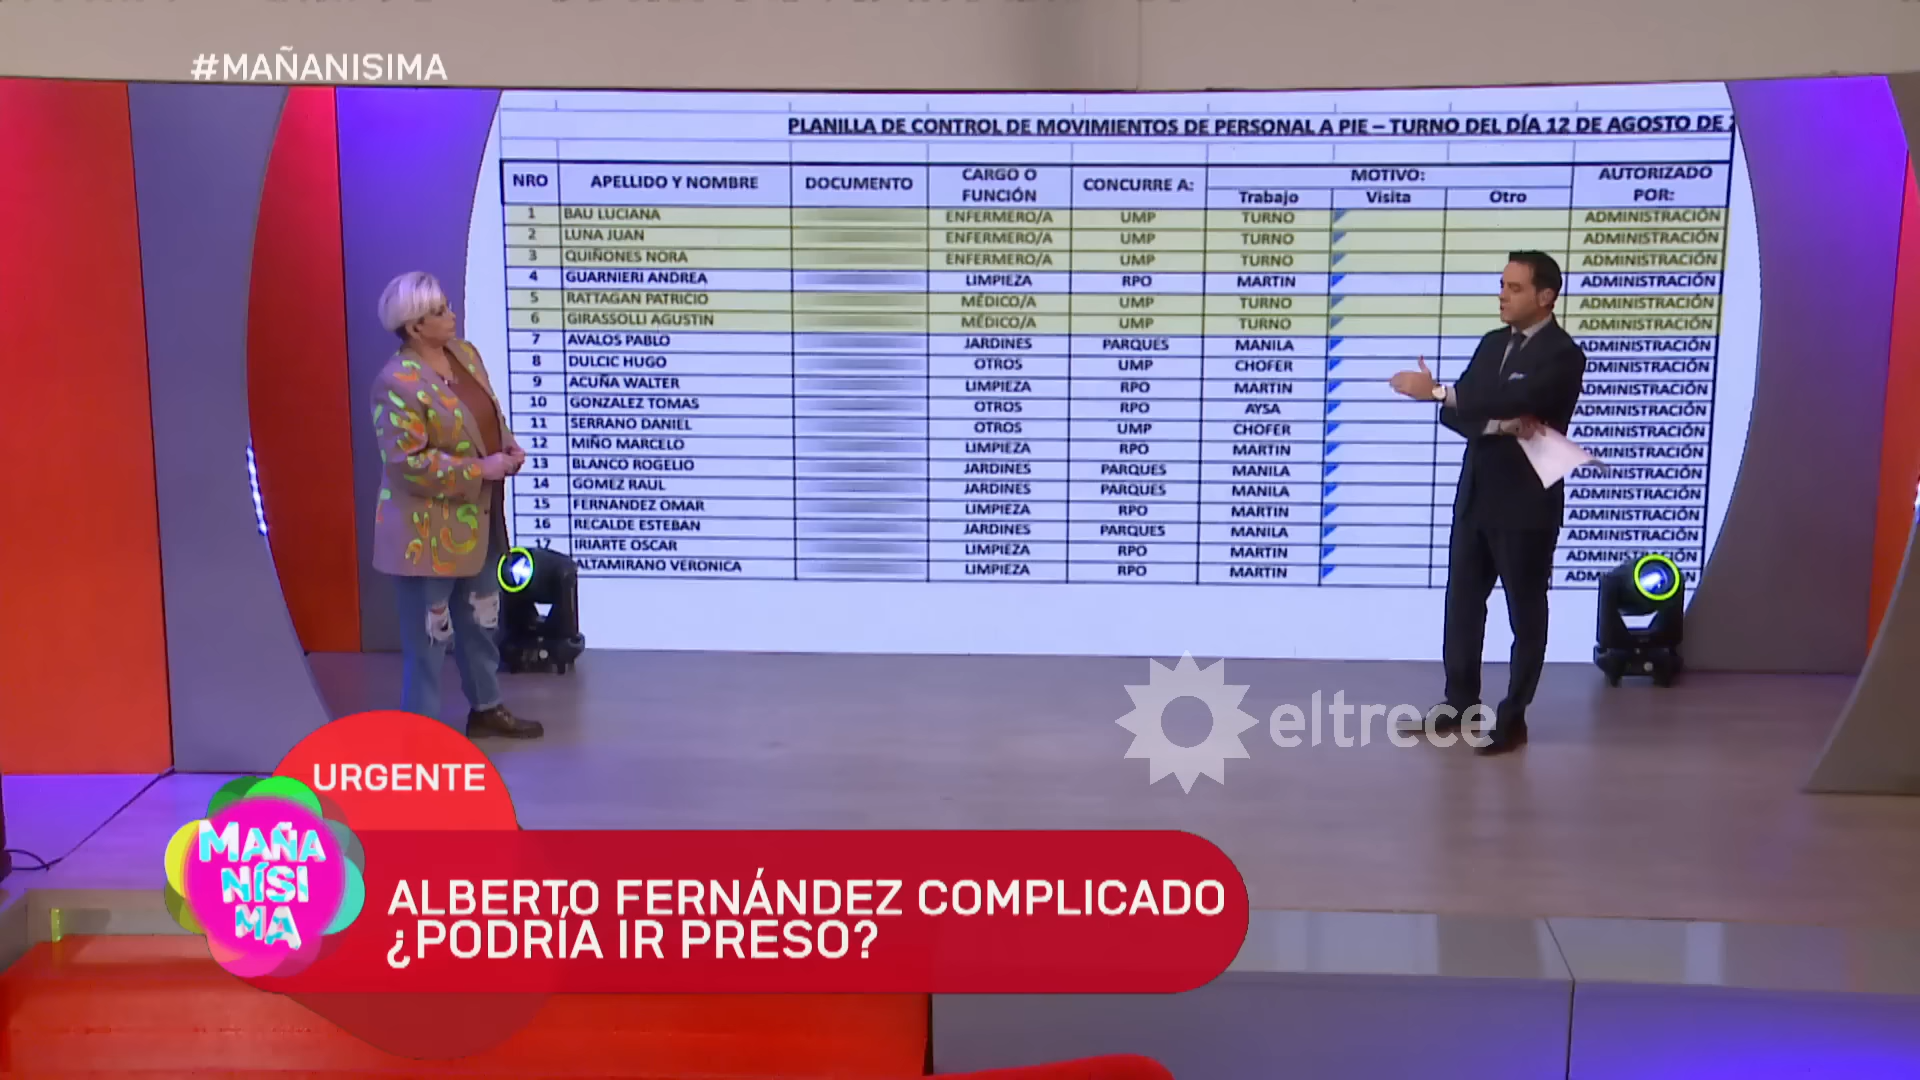 #MAÑANISIMA
PLANILLA DE CONTROL DE MOVIMIENTOS DE PERSONAL A PIE – TURNO DEL DÍA 12 DE AGOSTO DE
NRO APELLIDO Y NOMBRE DOCUMENTO CARGO O FUNCIÓN CONCURRE A: MOTIVO: AUTORIZADO POR:
Trabajo Visita Otro
1 BAU LUCIANA ENFERMERO/A UMP TURNO ADMINISTRACIÓN
2 LUNA JUAN ENFERMERO/A UMP TURNO ADMINISTRACIÓN
3 QUIÑONES NORA ENFERMERO/A UMP TURNO ADMINISTRACIÓN
4 GUARNIERI ANDREA LIMPIEZA RPO MARTIN ADMINISTRACIÓN
5 RATTAGAN PATRICIO MÉDICO/A UMP TURNO ADMINISTRACIÓN
6 GIRASSOLLI AGUSTIN MÉDICO/A UMP TURNO ADMINISTRACIÓN
7 AVALOS PABLO JARDINES PARQUES MANILA ADMINISTRACIÓN
8 DULCIC HUGO OTROS UMP CHOFER ADMINISTRACIÓN
9 ACUÑA WALTER LIMPIEZA RPO MARTIN ADMINISTRACIÓN
10 GONZALEZ TOMAS OTROS RPO AYSA ADMINISTRACIÓN
11 SERRANO DANIEL OTROS UMP CHOFER ADMINISTRACIÓN
12 MIÑO MARCELO LIMPIEZA RPO MARTIN ADMINISTRACIÓN
13 BLANCO ROGELIO JARDINES PARQUES MANILA ADMINISTRACIÓN
14 GOMEZ RAUL JARDINES PARQUES MANILA ADMINISTRACIÓN
15 FERNANDEZ OMAR LIMPIEZA RPO MARTIN ADMINISTRACIÓN
16 RECALDE ESTEBAN JARDINES PARQUES MANILA ADMINISTRACIÓN
17 IRIARTE OSCAR LIMPIEZA RPO MARTIN ADMINISTRACIÓN
ALTAMIRANO VERONICA LIMPIEZA RPO MARTIN
eltrece
URGENTE
MAÑANÍSIMA
ALBERTO FERNÁNDEZ COMPLICADO
¿PODRÍA IR PRESO?